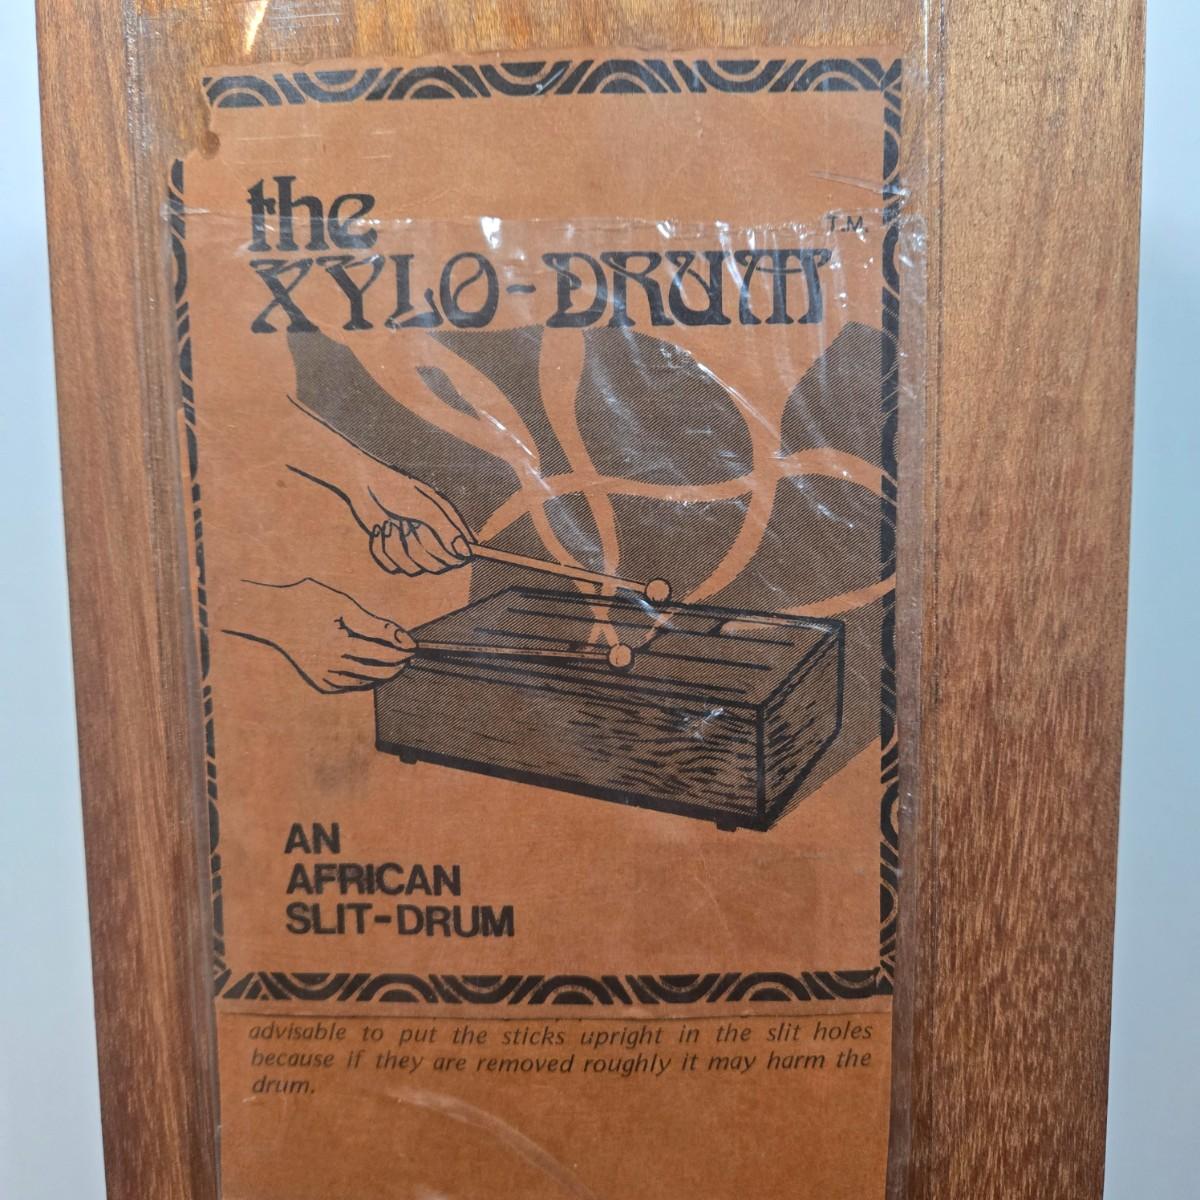 the
XYLO-DRUM T.M.
AN
AFRICAN
SLIT-DRUM
advisable to put the sticks upright in the slit holes
because if they are removed roughly it may harm the
drum.